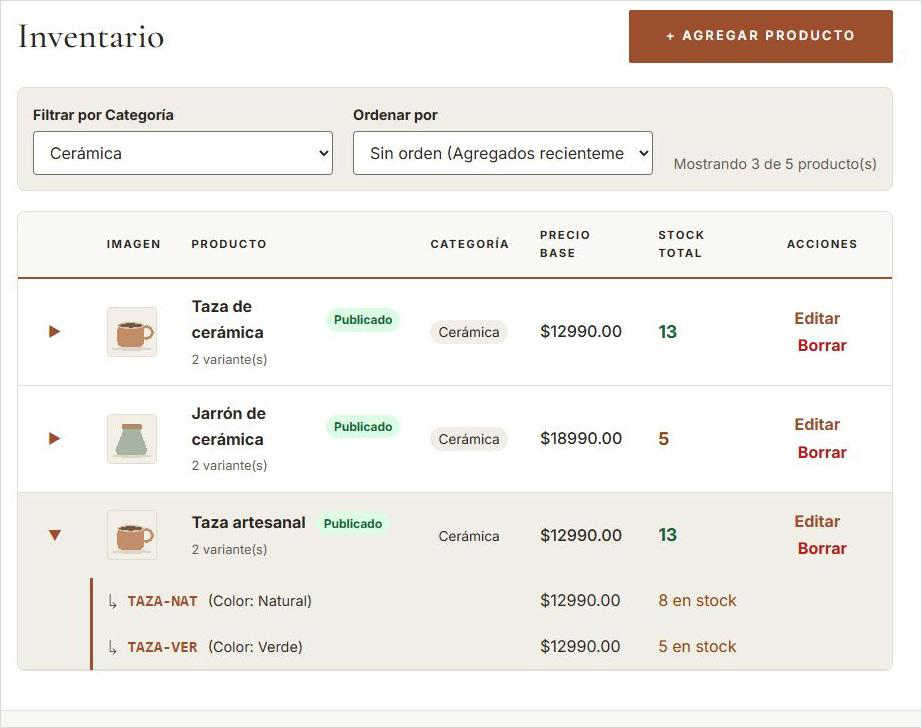 Inventario
+ AGREGAR PRODUCTO
Filtrar por Categoría
Ordenar por
Cerámica
Sin orden (Agregados recienteme
Mostrando 3 de 5 producto(s)
IMAGEN
PRODUCTO
CATEGORÍA
PRECIO
BASE
STOCK
TOTAL
ACCIONES
Taza de
cerámica
2 variante(s)
Publicado
Cerámica
$12990.00
13
Editar
Borrar
Jarrón de
cerámica
2 variante(s)
Publicado
Cerámica
$18990.00
5
Editar
Borrar
Taza artesanal
Publicado
2 variante(s)
Cerámica
$12990.00
13
Editar
Borrar
↳ TAZA-NAT (Color: Natural) $12990.00 8 en stock
↳ TAZA-VER (Color: Verde) $12990.00 5 en stock